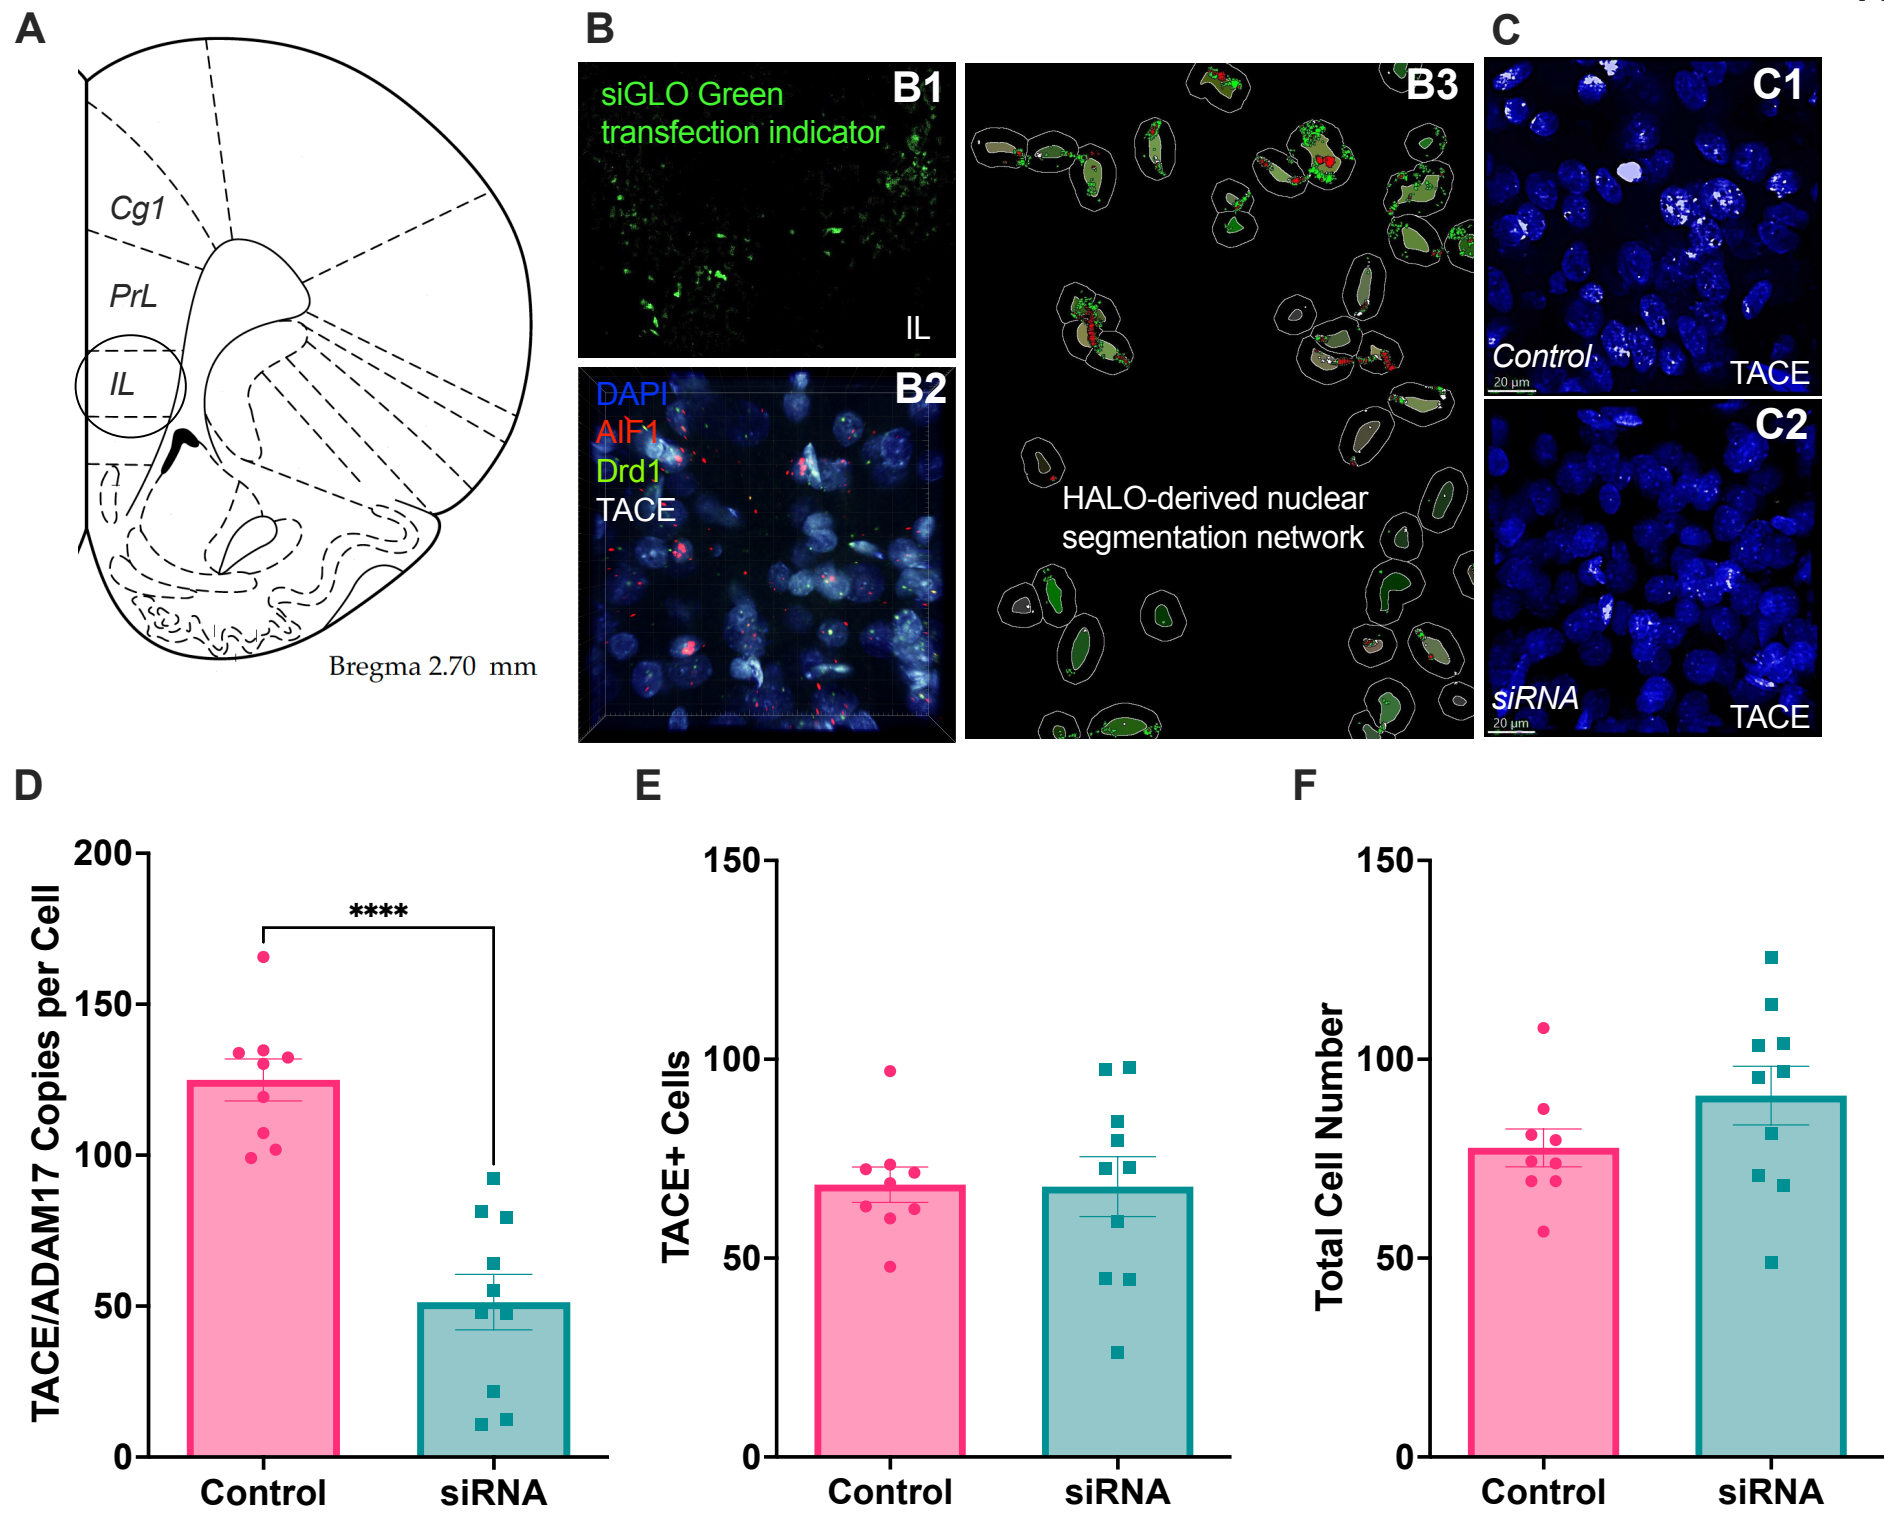 A
Cg1
PrL
IL
Bregma 2.70 mm
B
siGLO Green
transfection indicator
B1
IL
DAPI
AIF1
Drd1
TACE
B2
B3
HALO-derived nuclear
segmentation network
C
C1
Control
20 µm
TACE
C2
siRNA
20 µm
TACE
D
TACE/ADAM17 Copies per Cell
200
150
100
50
0
****
Control
siRNA
E
TACE+ Cells
150
100
50
0
Control
siRNA
F
Total Cell Number
150
100
50
0
Control
siRNA